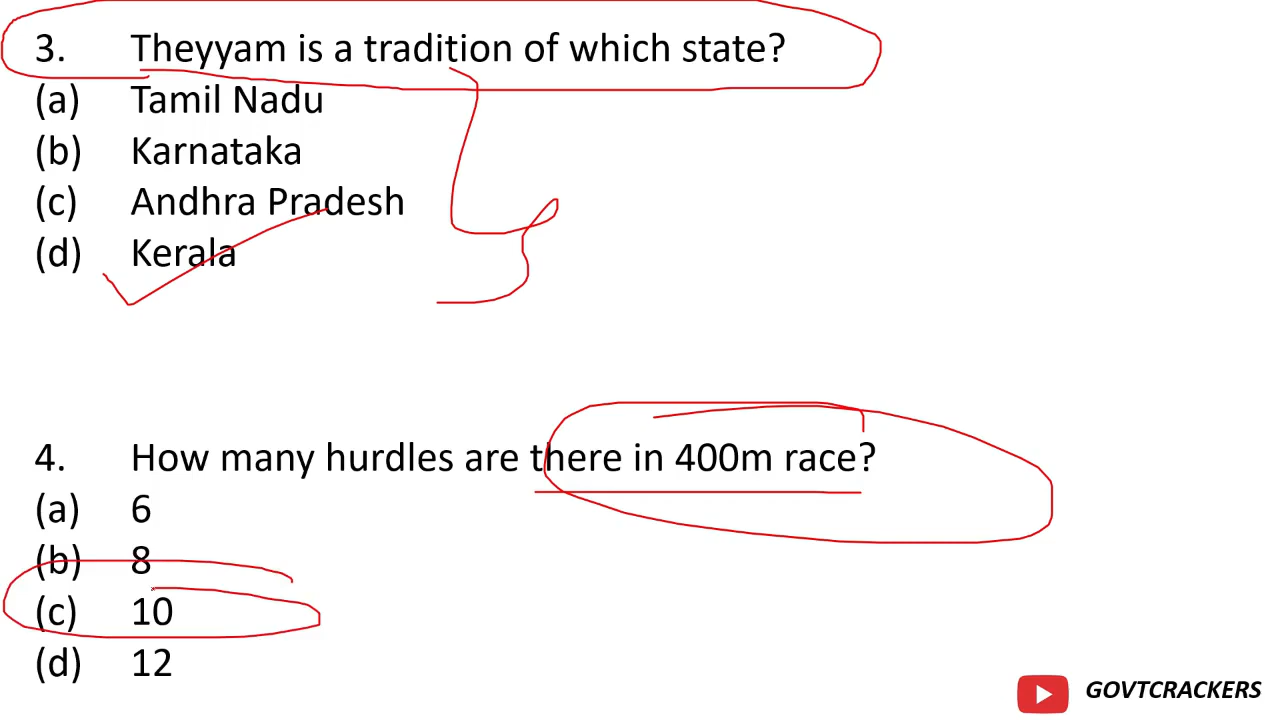 3. Theyyam is a tradition of which state?
(a) Tamil Nadu
(b) Karnataka
(c) Andhra Pradesh
(d) Kerala
4. How many hurdles are there in 400m race?
(a) 6
(b) 8
(c) 10
(d) 12
GOVTCRACKERS